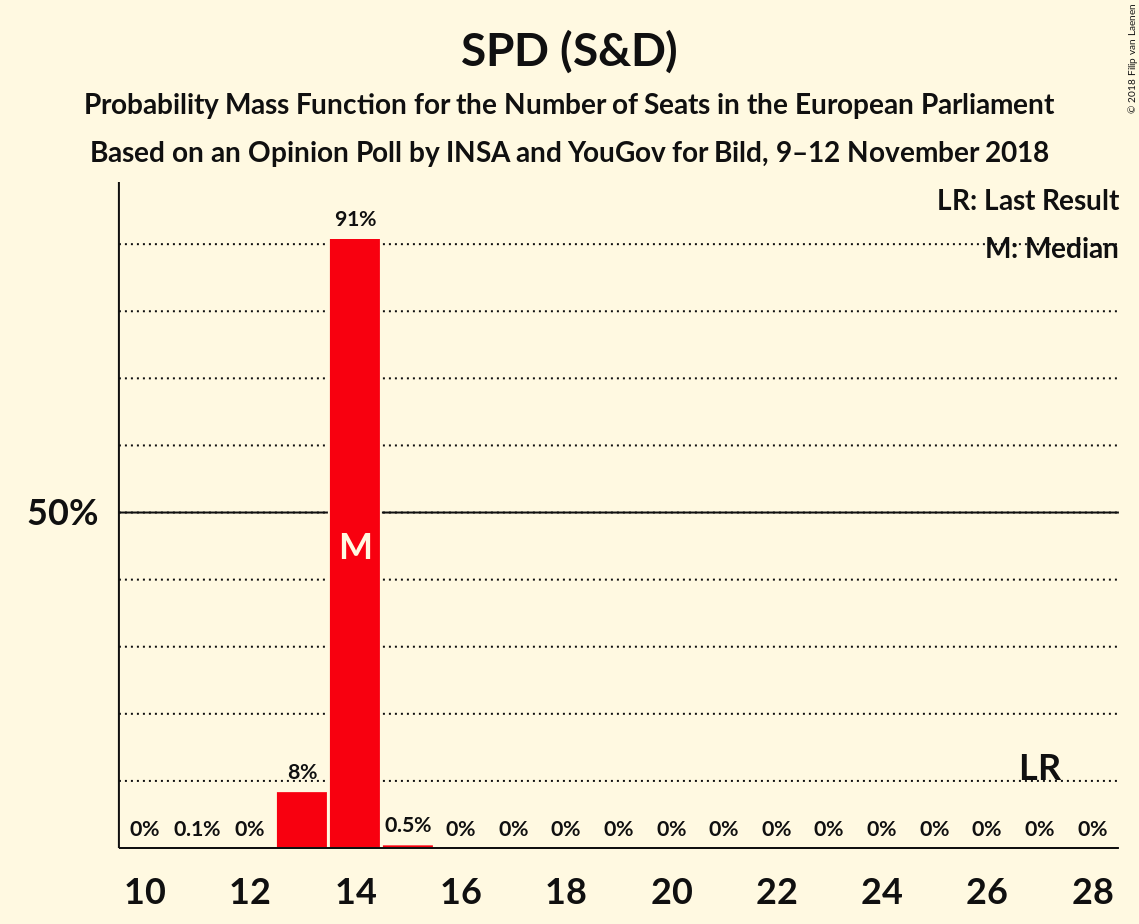 © 2018 Filip van Laenen
SPD (S&D)
Probability Mass Function for the Number of Seats in the European Parliament
Based on an Opinion Poll by INSA and YouGov for Bild, 9–12 November 2018
LR: Last Result
M: Median
91%
50%
M
LR
8%
0% 0.1% 0% 0.5% 0% 0% 0% 0% 0% 0% 0% 0% 0% 0% 0% 0% 0%
10 12 14 16 18 20 22 24 26 28